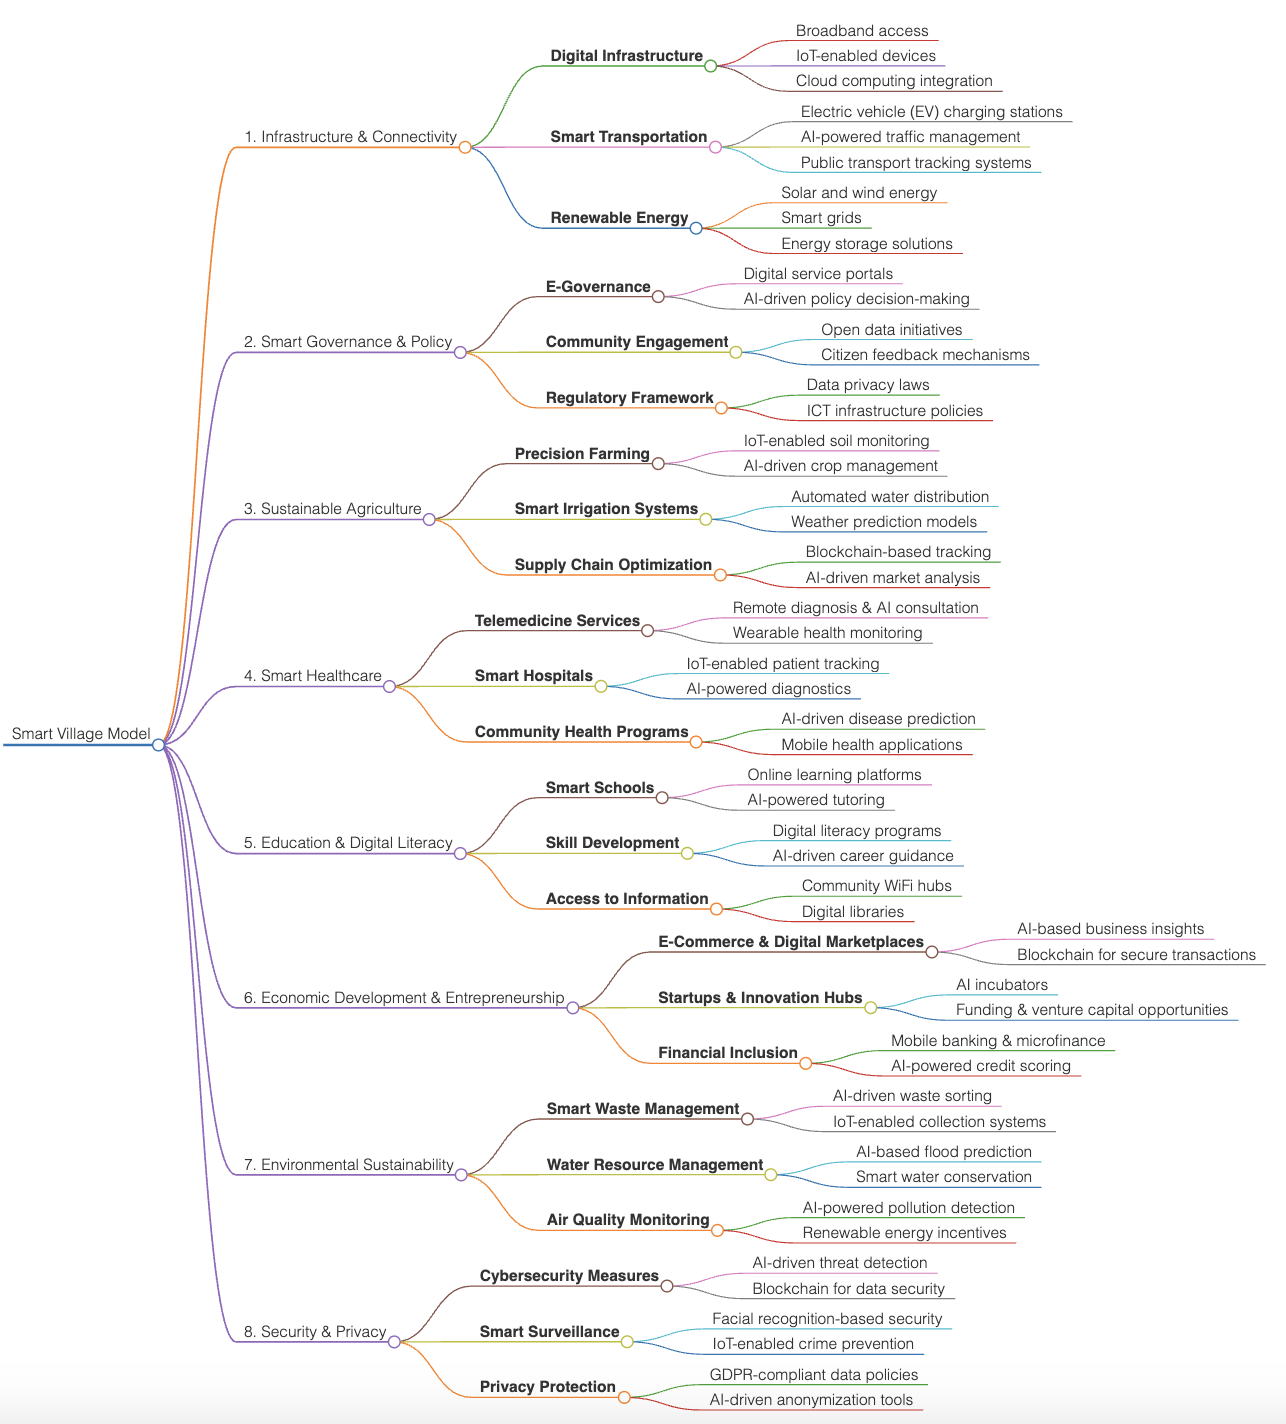 Smart Village Model
1. Infrastructure & Connectivity
Digital Infrastructure
Broadband access
IoT-enabled devices
Cloud computing integration
Smart Transportation
Electric vehicle (EV) charging stations
AI-powered traffic management
Public transport tracking systems
Renewable Energy
Solar and wind energy
Smart grids
Energy storage solutions
2. Smart Governance & Policy
E-Governance
Digital service portals
AI-driven policy decision-making
Community Engagement
Open data initiatives
Citizen feedback mechanisms
Regulatory Framework
Data privacy laws
ICT infrastructure policies
3. Sustainable Agriculture
Precision Farming
IoT-enabled soil monitoring
AI-driven crop management
Smart Irrigation Systems
Automated water distribution
Weather prediction models
Supply Chain Optimization
Blockchain-based tracking
AI-driven market analysis
4. Smart Healthcare
Telemedicine Services
Remote diagnosis & AI consultation
Wearable health monitoring
Smart Hospitals
IoT-enabled patient tracking
AI-powered diagnostics
Community Health Programs
AI-driven disease prediction
Mobile health applications
5. Education & Digital Literacy
Smart Schools
Online learning platforms
AI-powered tutoring
Skill Development
Digital literacy programs
AI-driven career guidance
Access to Information
Community WiFi hubs
Digital libraries
6. Economic Development & Entrepreneurship
E-Commerce & Digital Marketplaces
AI-based business insights
Blockchain for secure transactions
Startups & Innovation Hubs
AI incubators
Funding & venture capital opportunities
Financial Inclusion
Mobile banking & microfinance
AI-powered credit scoring
7. Environmental Sustainability
Smart Waste Management
AI-driven waste sorting
IoT-enabled collection systems
Water Resource Management
AI-based flood prediction
Smart water conservation
Air Quality Monitoring
AI-powered pollution detection
Renewable energy incentives
8. Security & Privacy
Cybersecurity Measures
AI-driven threat detection
Blockchain for data security
Smart Surveillance
Facial recognition-based security
IoT-enabled crime prevention
Privacy Protection
GDPR-compliant data policies
AI-driven anonymization tools